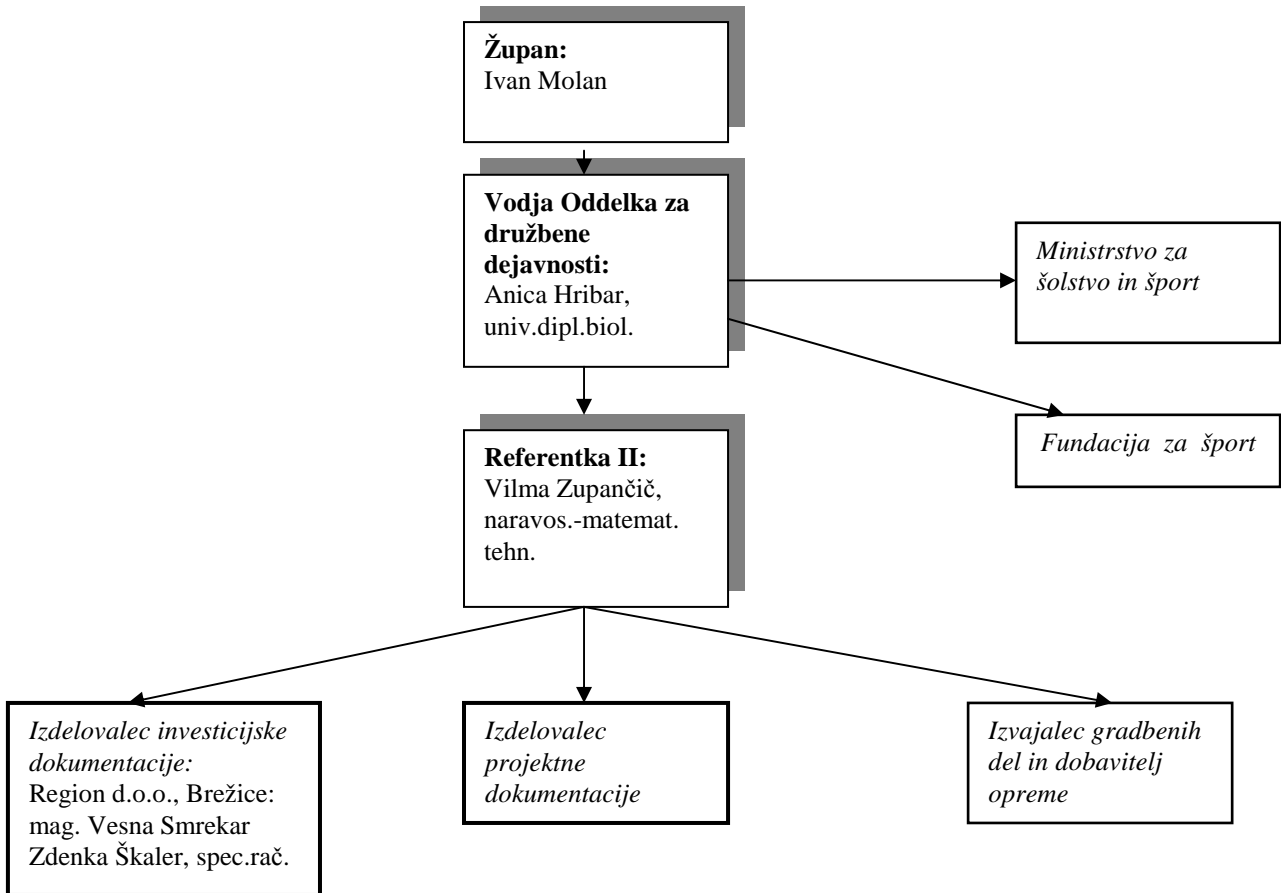 Župan:
Ivan Molan
Vodja Oddelka za
družbene
dejavnosti:
Anica Hribar,
univ.dipl.biol.
Ministrstvo za
šolstvo in šport
Fundacija za šport
Referentka II:
Vilma Zupančič,
naravos.-matemat.
tehn.
Izdelovalec investicijske
dokumentacije:
Region d.o.o., Brežice:
mag. Vesna Smrekar
Zdenka Škaler, spec.rač.
Izdelovalec
projektne
dokumentacije
Izvajalec gradbenih
del in dobavitelj
opreme